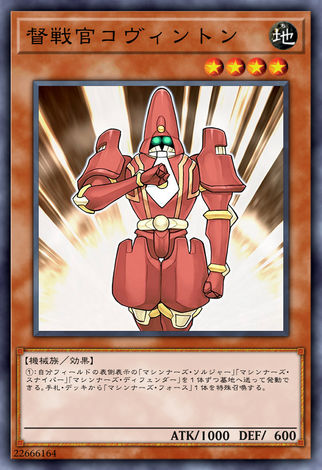 督戦官コヴィントン
地
ち
【機械族／効果】
①：自分フィールドの表側表示の「マシンナーズ・ソルジャー」「マシンナーズ・
スナイパー」「マシンナーズ・ディフェンダー」を１体ずつ墓地へ送って発動で
きる。手札・デッキから「マシンナーズ・フォース」１体を特殊召喚する。
ATK/1000 DEF/ 600
22666164